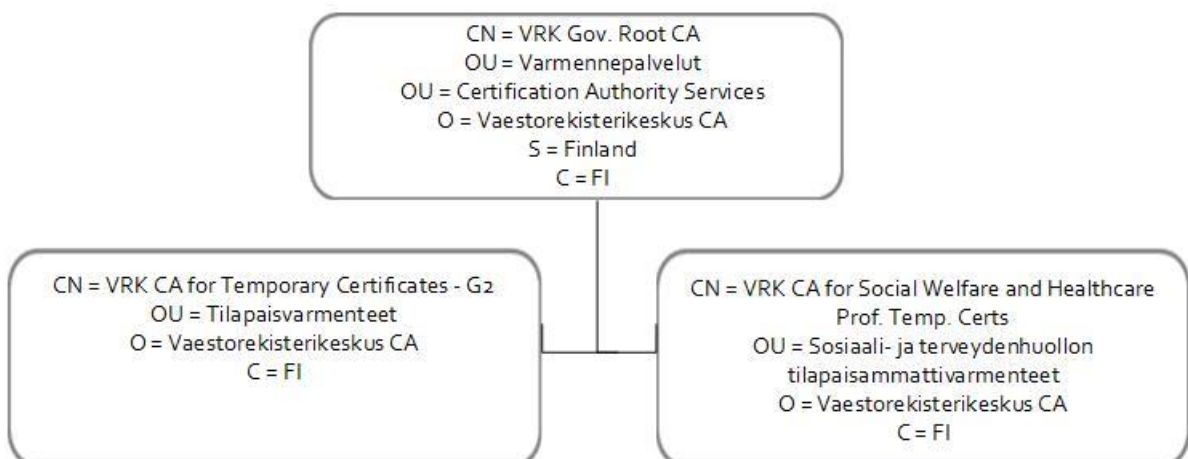 CN = VRK Gov. Root CA
OU = Varmennepalvelut
OU = Certification Authority Services
O = Vaestorekisterikeskus CA
S = Finland
C = FI
CN = VRK CA for Temporary Certificates - G2
OU = Tilapaisvarmenteet
O = Vaestorekisterikeskus CA
C = FI
CN = VRK CA for Social Welfare and Healthcare
Prof. Temp. Certs
OU = Sosiaali- ja terveydenhuollon
tilapaisammattivarmenteet
O = Vaestorekisterikeskus CA
C = FI